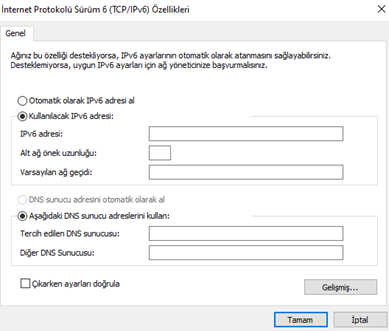 İnternet Protokolü Sürüm 6 (TCP/IPv6) Özellikleri
Genel
Ağınız bu özelliği destekliyorsa, IPv6 ayarlarının otomatik olarak atanmasını sağlayabilirsiniz.
Desteklemiyorsa, uygun IPv6 ayarları için ağ yöneticinize başvurmalısınız.
Otomatik olarak IPv6 adresi al
Kullanılacak IPv6 adresi:
IPv6 adresi:
Alt ağ önek uzunluğu:
Varsayılan ağ geçidi:
DNS sunucu adresini otomatik olarak al
Aşağıdaki DNS sunucu adreslerini kullan:
Tercih edilen DNS sunucusu:
Diğer DNS Sunucusu:
Çıkarken ayarları doğrula
Gelişmiş...
Tamam
İptal